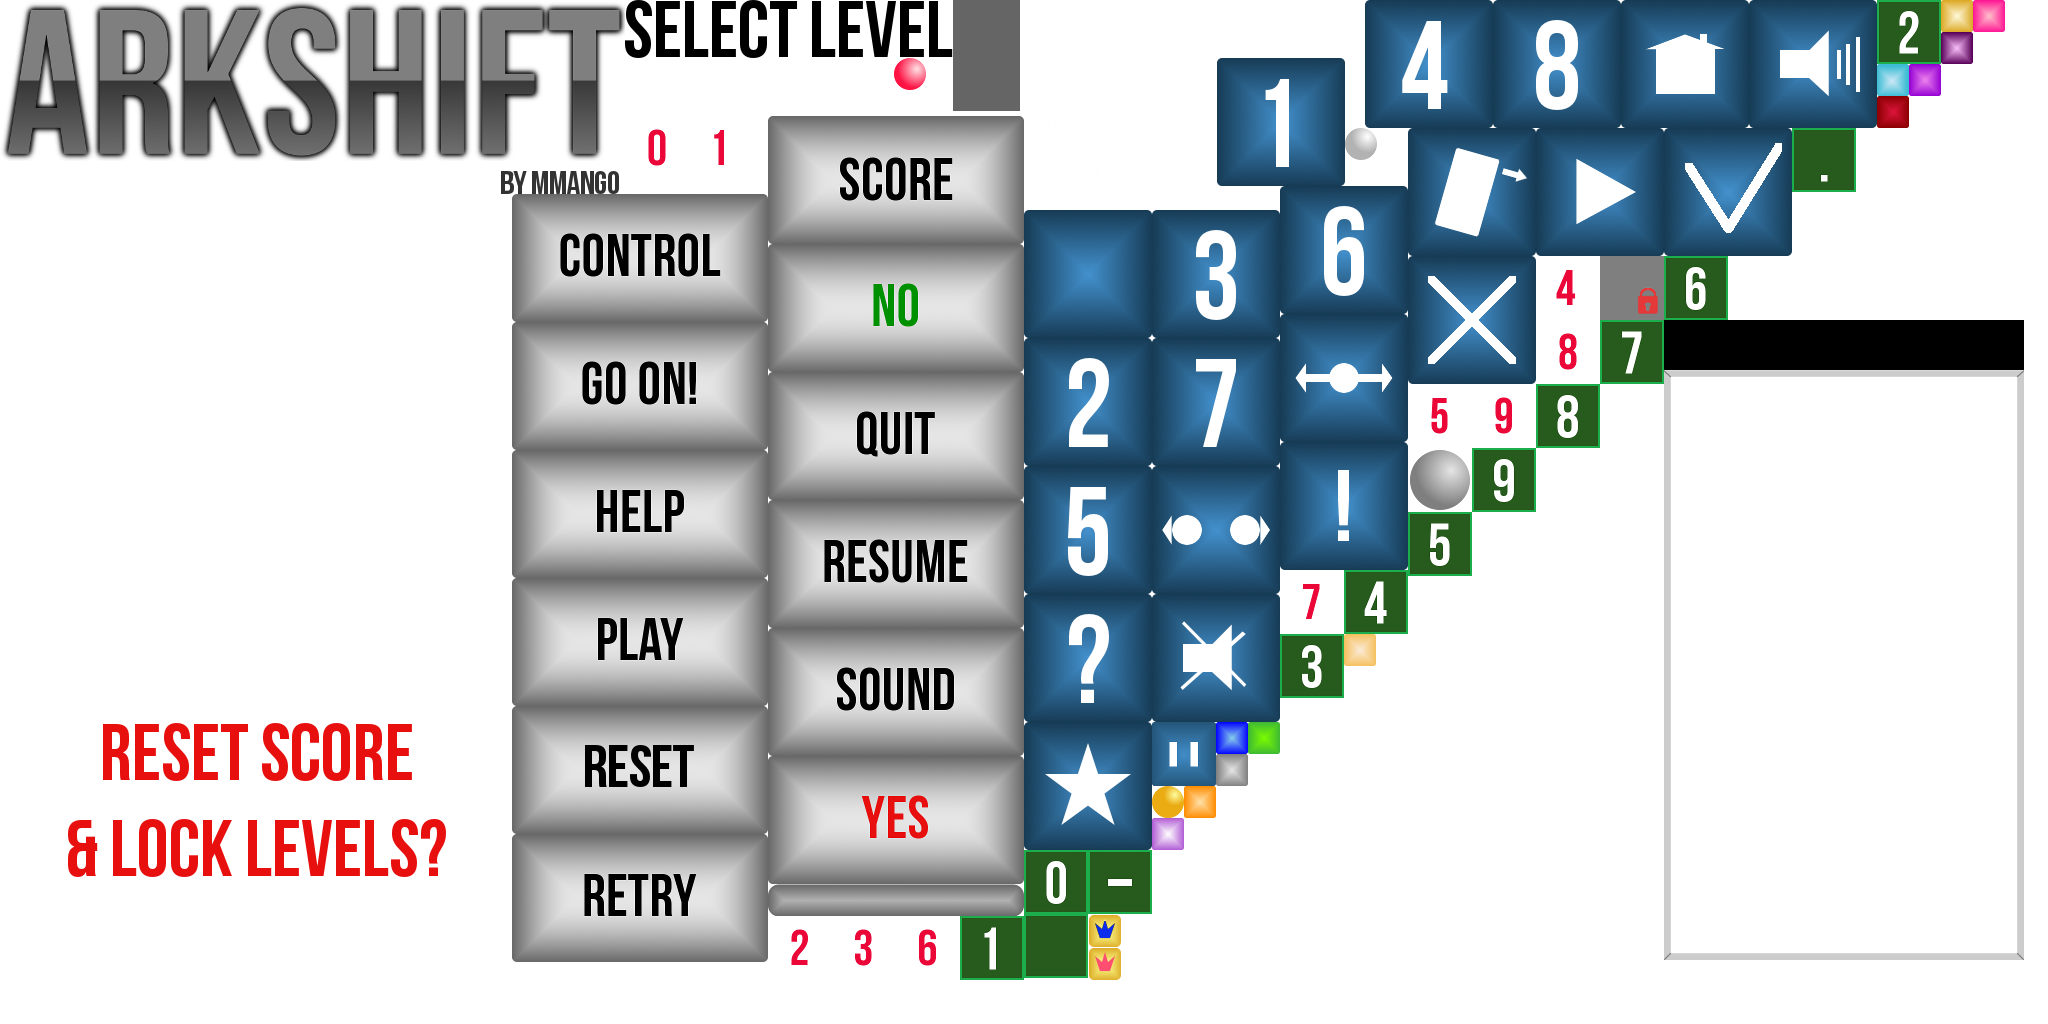 ARKSHIFT
SELECT LEVEL
BY MMANGO
0 1
4 8
2
1
SCORE
CONTROL
.
3
6
NO
4
6
GO ON!
8
7
2
7
QUIT
5
9
8
HELP
9
5
!
RESUME
5
7
4
PLAY
?
SOUND
3
RESET SCORE
& LOCK LEVELS?
RESET
YES
RETRY
0 -
2 3 6
1